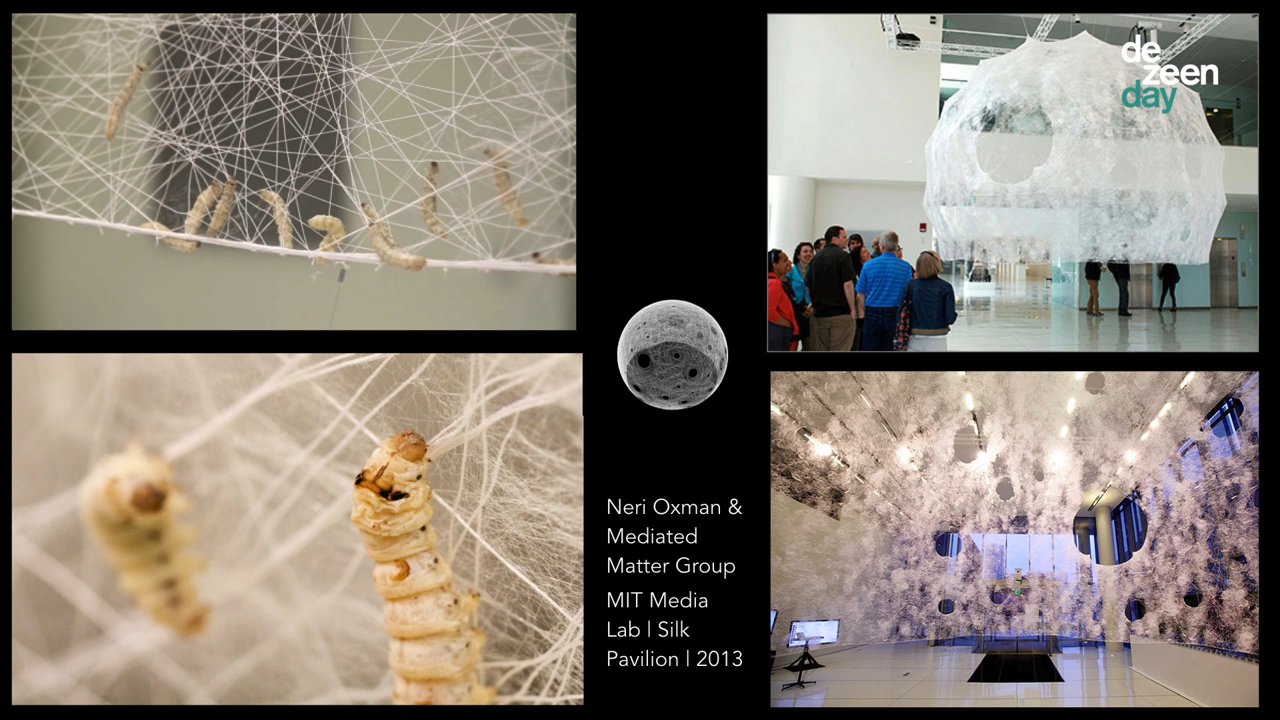 de
zeen
day
Neri Oxman &
Mediated
Matter Group
MIT Media
Lab | Silk
Pavilion | 2013